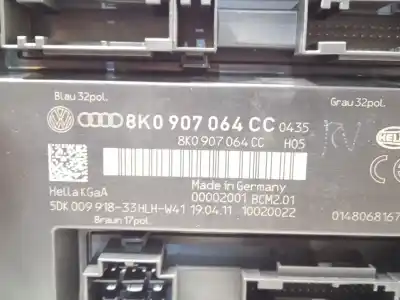 Blau 32pol.
Grau 32pol.
8K0 907 064 CC 0435
8K0 907 064 CC H05
HELLA
Hella KGaA
Made in Germany
00002001 BCM2.01
5DK 009 918-33 HLH-W41 19.04.11 10020022
0148068167
Braun 17pol.